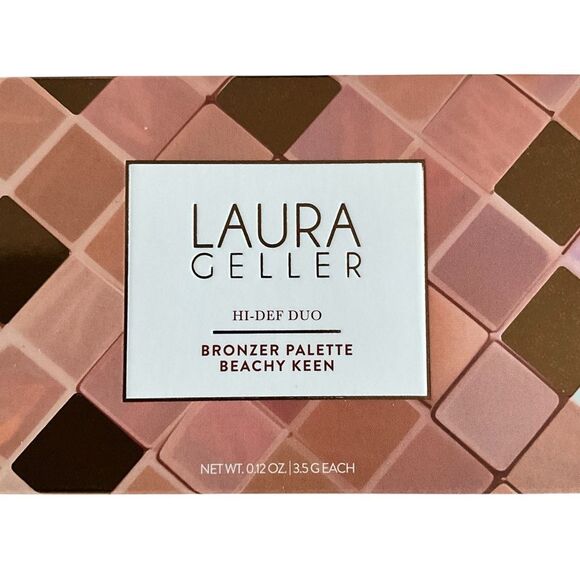 LAURA
GELLER
HI-DEF DUO
BRONZER PALETTE
BEACHY KEEN
NET WT. 0.12 OZ. | 3.5 G EACH